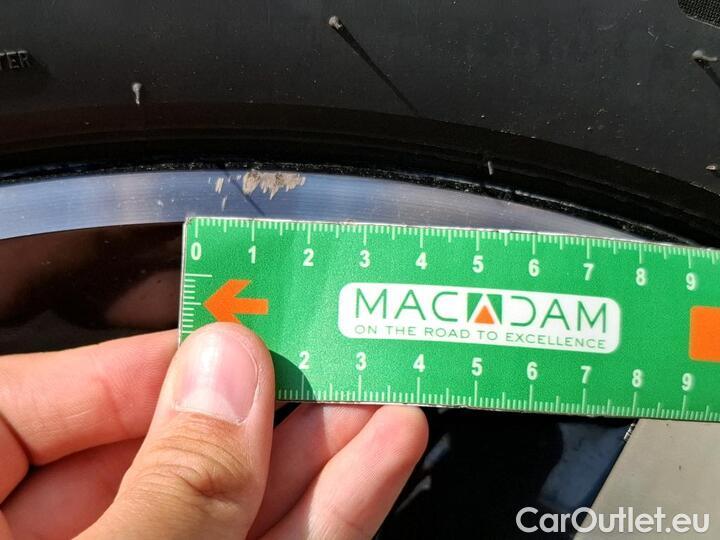 TER
0 1 2 3 4 5 6 7 8 9
MACADAM
ON THE ROAD TO EXCELLENCE
2 3 4 5 6 7 8 9
CarOutlet.eu